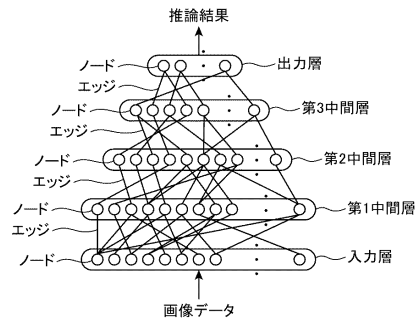 推論結果
ノード
出力層
エッジ
ノード
第3中間層
エッジ
ノード
第2中間層
エッジ
ノード
第1中間層
エッジ
ノード
入力層
画像データ